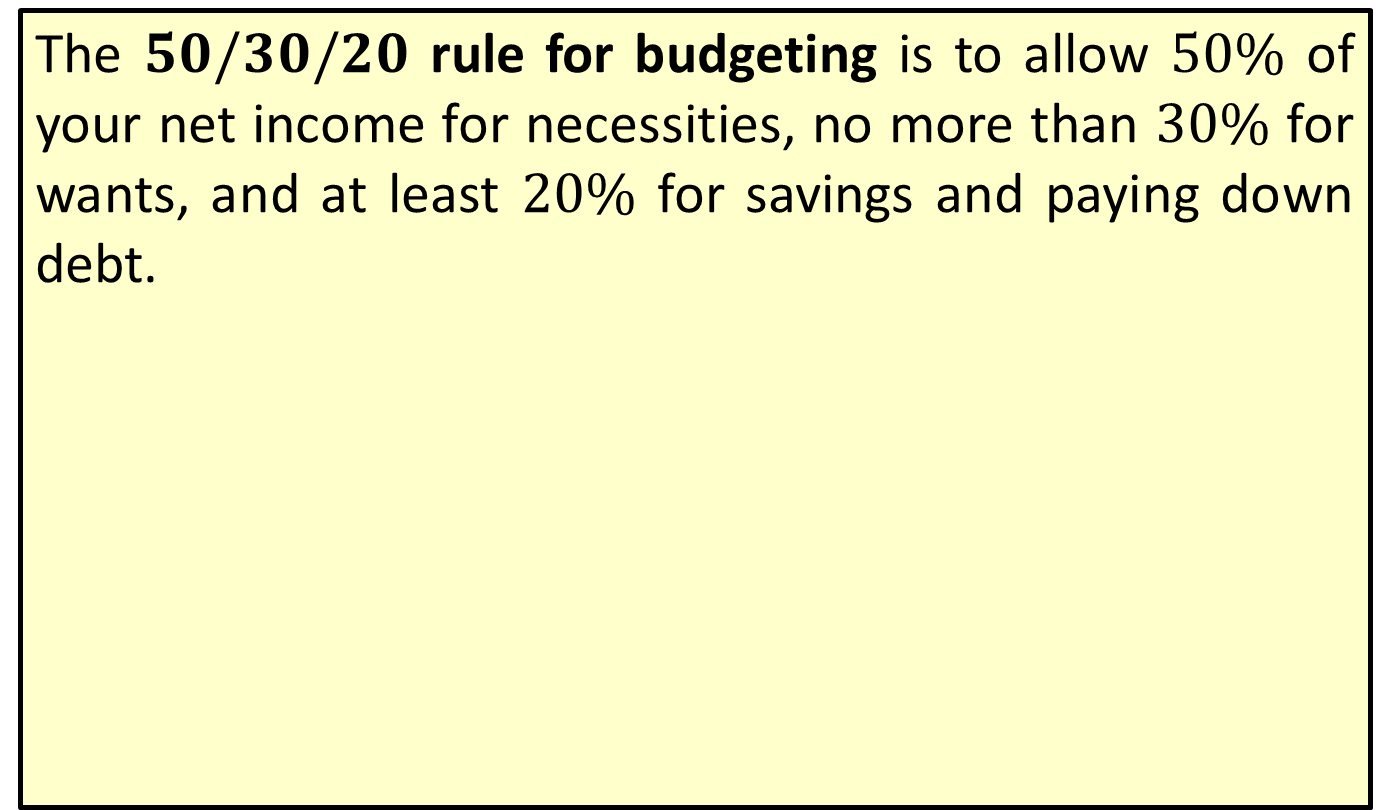 The 50/30/20 rule for budgeting is to allow 50% of
your net income for necessities, no more than 30% for
wants, and at least 20% for savings and paying down
debt.